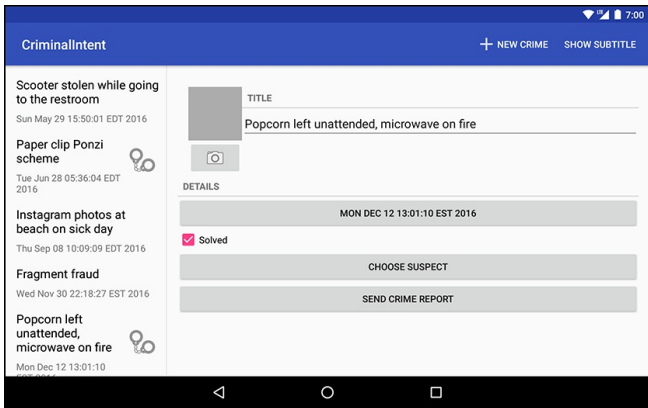 LTE 7:00
CriminalIntent
+ NEW CRIME SHOW SUBTITLE
Scooter stolen while going
to the restroom
Sun May 29 15:50:01 EDT 2016
Paper clip Ponzi
scheme
Tue Jun 28 05:36:04 EDT
2016
Instagram photos at
beach on sick day
Thu Sep 08 10:09:09 EDT 2016
Fragment fraud
Wed Nov 30 22:18:27 EST 2016
Popcorn left
unattended,
microwave on fire
Mon Dec 12 13:01:10
EST 2016
TITLE
Popcorn left unattended, microwave on fire
DETAILS
MON DEC 12 13:01:10 EST 2016
Solved
CHOOSE SUSPECT
SEND CRIME REPORT